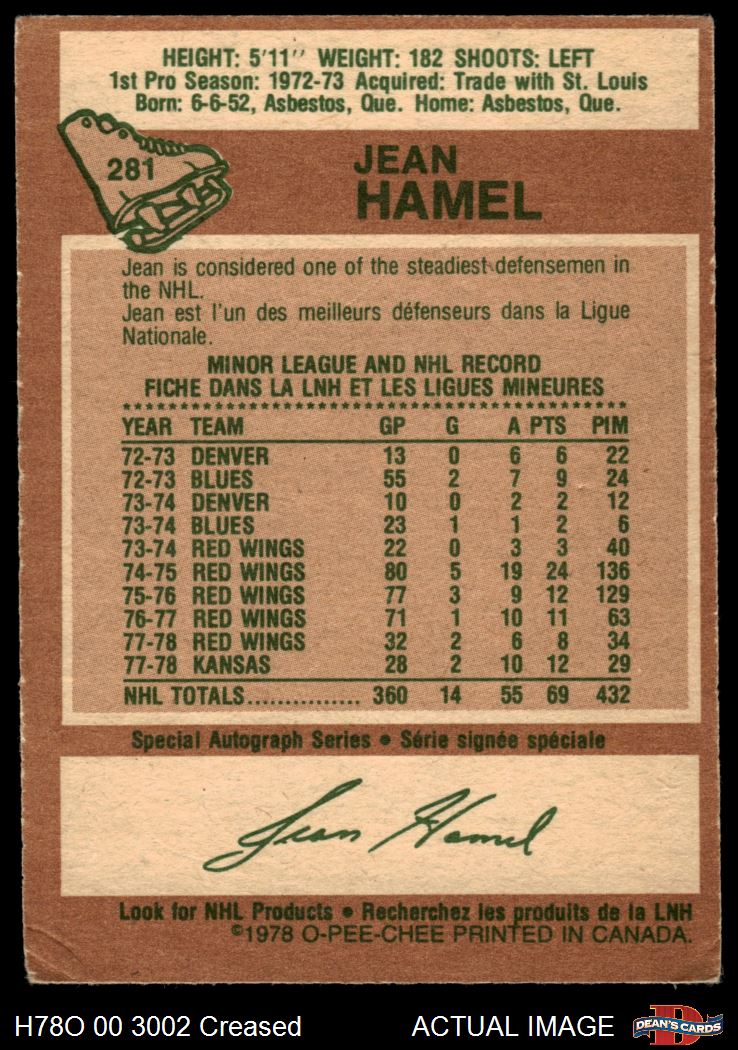 HEIGHT: 5'11'' WEIGHT: 182 SHOOTS: LEFT
1st Pro Season: 1972-73 Acquired: Trade with St. Louis
Born: 6-6-52, Asbestos, Que. Home: Asbestos, Que.
281
JEAN
HAMEL
Jean is considered one of the steadiest defensemen in
the NHL.
Jean est l'un des meilleurs défenseurs dans la Ligue
Nationale.
MINOR LEAGUE AND NHL RECORD
FICHE DANS LA LNH ET LES LIGUES MINEURES
YEAR TEAM GP G A PTS PIM
72-73 DENVER 13 0 6 6 22
72-73 BLUES 55 2 7 9 24
73-74 DENVER 10 0 2 2 12
73-74 BLUES 23 1 1 2 6
73-74 RED WINGS 22 0 3 3 40
74-75 RED WINGS 80 5 19 24 136
75-76 RED WINGS 77 3 9 12 129
76-77 RED WINGS 71 1 10 11 63
77-78 RED WINGS 32 2 6 8 34
77-78 KANSAS 28 2 10 12 29
NHL TOTALS............... 360 14 55 69 432
Special Autograph Series • Série signée spéciale
Jean Hamel
Look for NHL Products • Recherchez les produits de la LNH
©1978 O-PEE-CHEE PRINTED IN CANADA.
H78O 00 3002 Creased ACTUAL IMAGE
D
DEAN'S CARDS